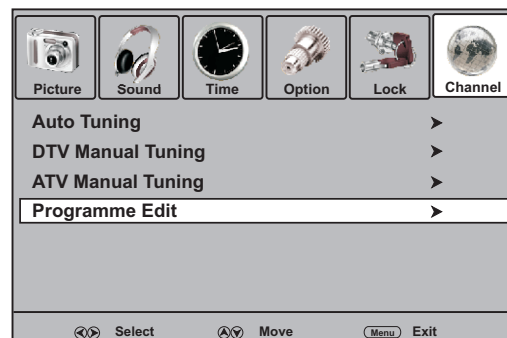 Picture Sound Time Option Lock Channel
Auto Tuning
DTV Manual Tuning
ATV Manual Tuning
Programme Edit
Select Move Menu Exit